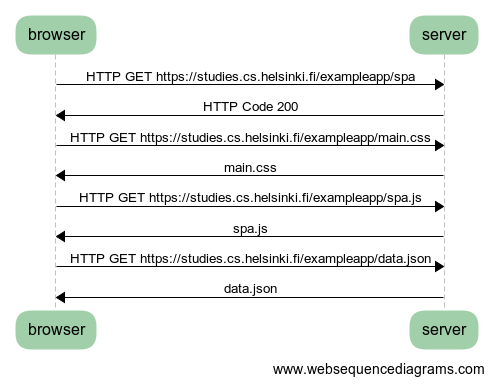 browser server
HTTP GET https://studies.cs.helsinki.fi/exampleapp/spa
HTTP Code 200
HTTP GET https://studies.cs.helsinki.fi/exampleapp/main.css
main.css
HTTP GET https://studies.cs.helsinki.fi/exampleapp/spa.js
spa.js
HTTP GET https://studies.cs.helsinki.fi/exampleapp/data.json
data.json
browser server
www.websequencediagrams.com